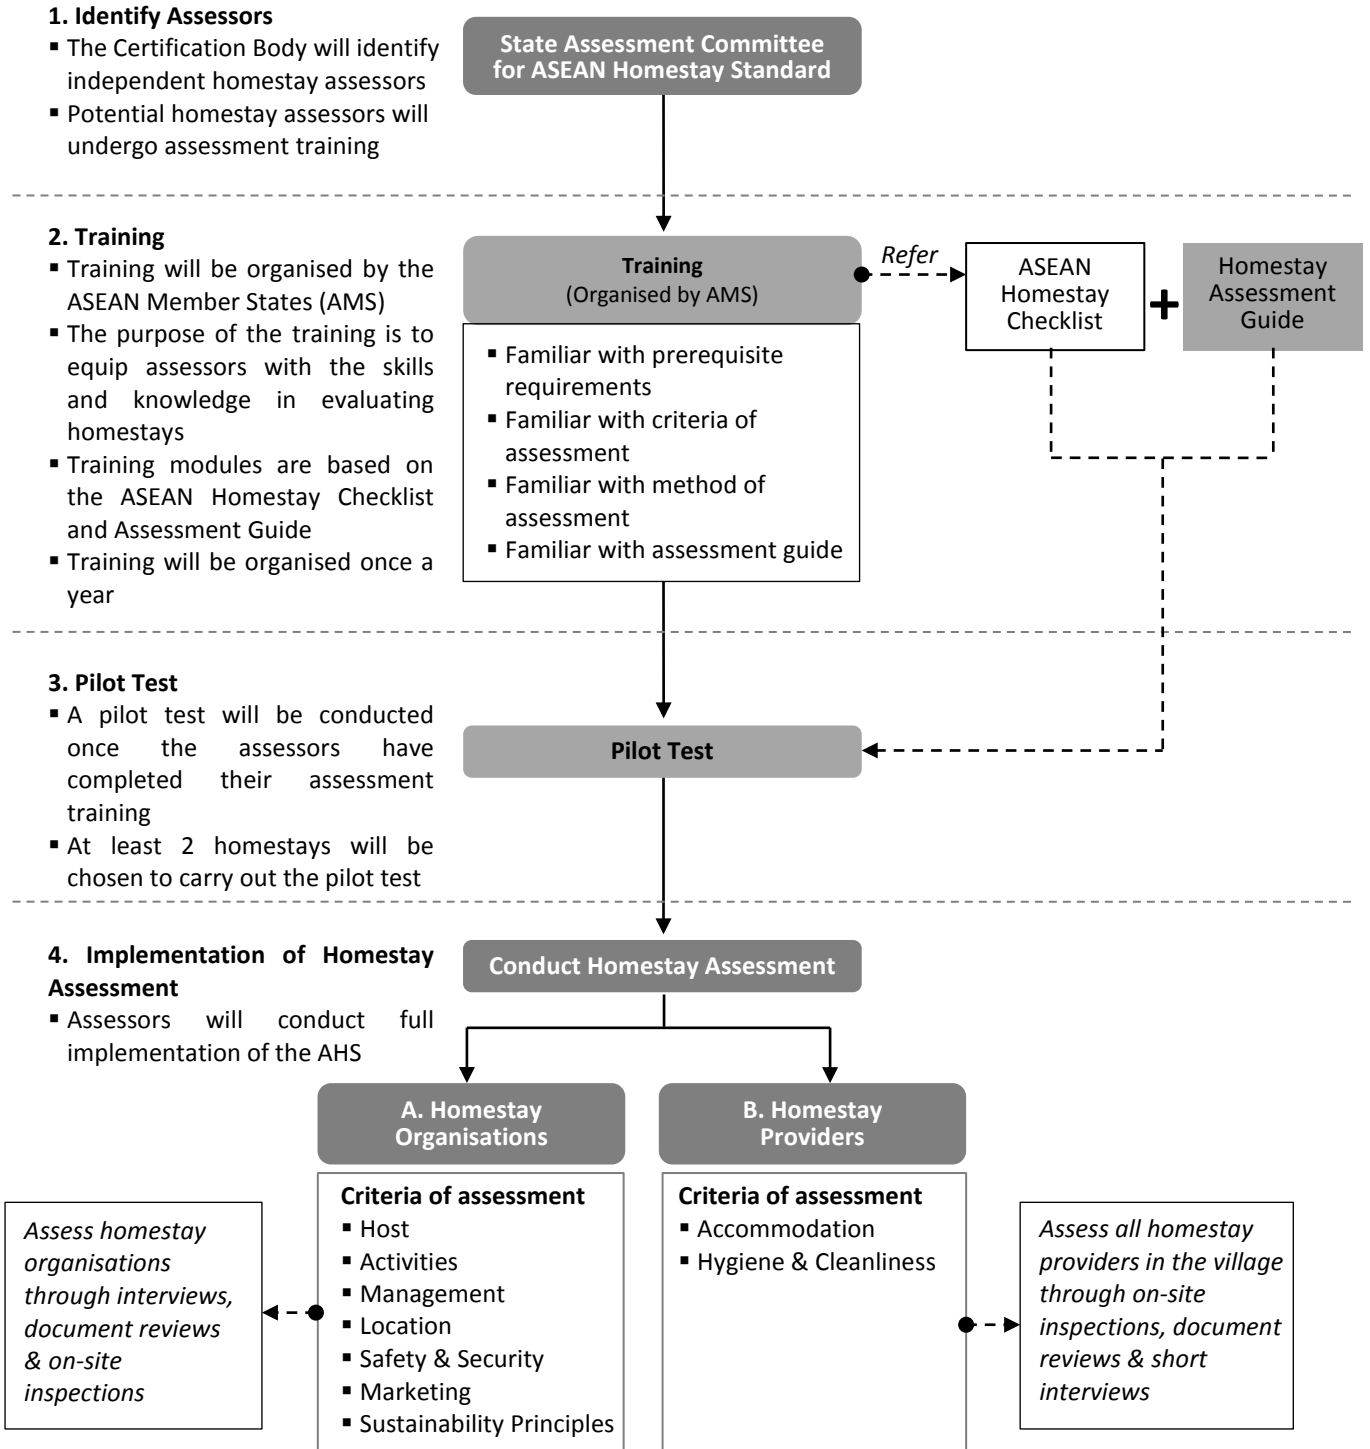 1. Identify Assessors
▪ The Certification Body will identify
independent homestay assessors
▪ Potential homestay assessors will
undergo assessment training
State Assessment Committee
for ASEAN Homestay Standard
2. Training
▪ Training will be organised by the
ASEAN Member States (AMS)
▪ The purpose of the training is to
equip assessors with the skills
and knowledge in evaluating
homestays
▪ Training modules are based on
the ASEAN Homestay Checklist
and Assessment Guide
▪ Training will be organised once a
year
Training
(Organised by AMS)
▪ Familiar with prerequisite
requirements
▪ Familiar with criteria of
assessment
▪ Familiar with method of
assessment
▪ Familiar with assessment guide
Refer
ASEAN
Homestay
Checklist
+
Homestay
Assessment
Guide
3. Pilot Test
▪ A pilot test will be conducted
once the assessors have
completed their assessment
training
▪ At least 2 homestays will be
chosen to carry out the pilot test
Pilot Test
4. Implementation of Homestay
Assessment
▪ Assessors will conduct full
implementation of the AHS
Conduct Homestay Assessment
A. Homestay
Organisations
Criteria of assessment
▪ Host
▪ Activities
▪ Management
▪ Location
▪ Safety & Security
▪ Marketing
▪ Sustainability Principles
Assess homestay
organisations
through interviews,
document reviews
& on-site
inspections
B. Homestay
Providers
Criteria of assessment
▪ Accommodation
▪ Hygiene & Cleanliness
Assess all homestay
providers in the village
through on-site
inspections, document
reviews & short
interviews